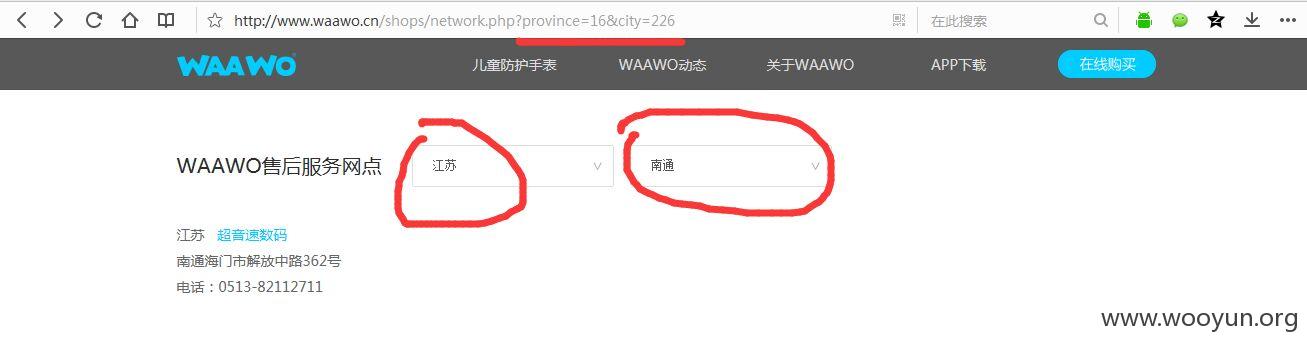 http://www.waawo.cn/shops/network.php?province=16&city=226
在此搜索
WAAWO 儿童防护手表 WAAWO动态 关于WAAWO APP下载 在线购买
WAAWO售后服务网点 江苏 南通
江苏 超音速数码
南通海门市解放中路362号
电话：0513-82112711
www.wooyun.org